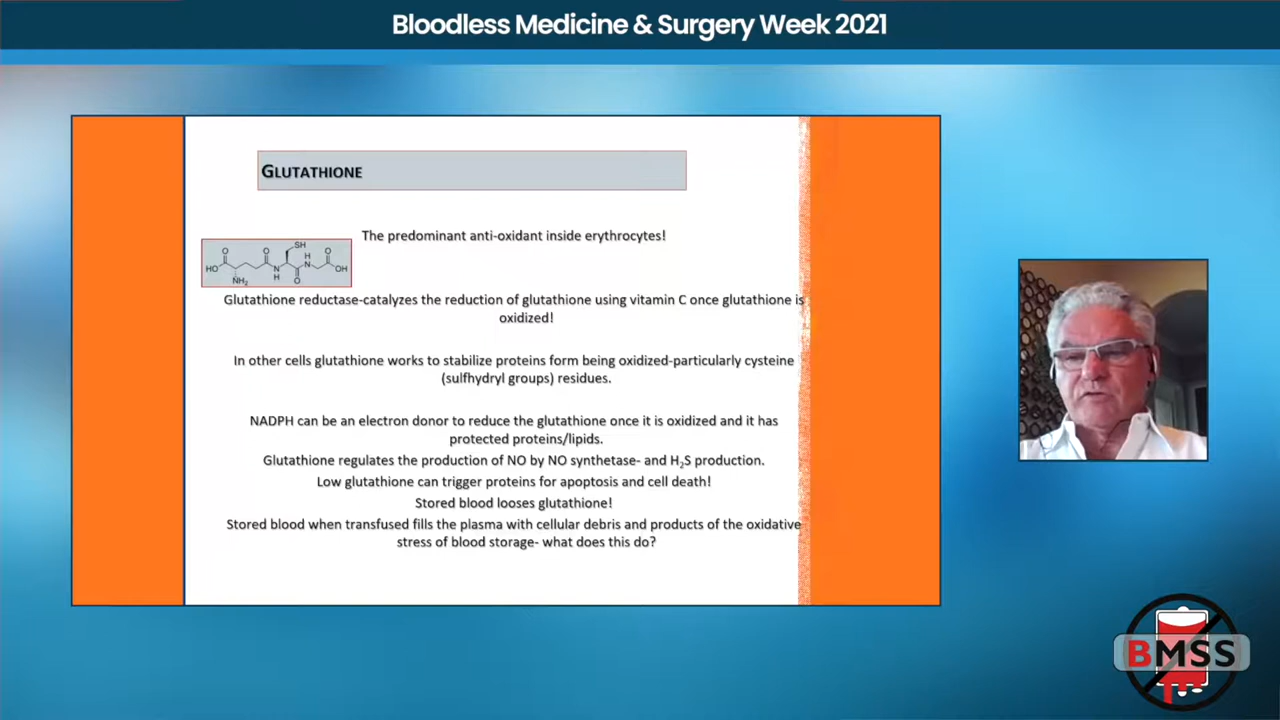 Bloodless Medicine & Surgery Week 2021
GLUTATHIONE
The predominant anti-oxidant inside erythrocytes!
SH
O
O
H
O
HO
N
N
OH
NH2
H
O
Glutathione reductase-catalyzes the reduction of glutathione using vitamin C once glutathione is
oxidized!
In other cells glutathione works to stabilize proteins form being oxidized-particularly cysteine
(sulfhydryl groups) residues.
NADPH can be an electron donor to reduce the glutathione once it is oxidized and it has
protected proteins/lipids.
Glutathione regulates the production of NO by NO synthetase- and H2S production.
Low glutathione can trigger proteins for apoptosis and cell death!
Stored blood looses glutathione!
Stored blood when transfused fills the plasma with cellular debris and products of the oxidative
stress of blood storage- what does this do?
BMSS